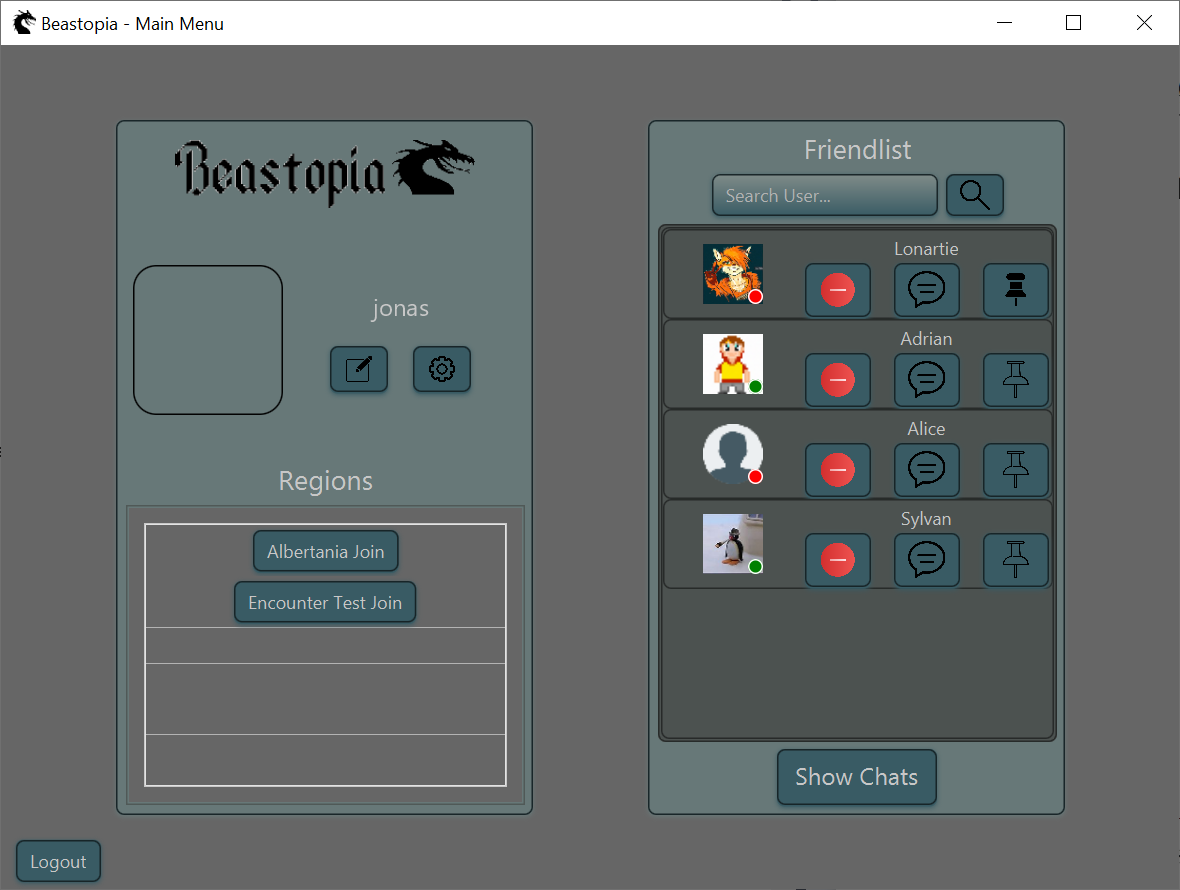 Beastopia - Main Menu
Beastopia
jonas
Regions
Albertania Join
Encounter Test Join
Logout
Friendlist
Search User...
Lonartie
Adrian
Alice
Sylvan
Show Chats